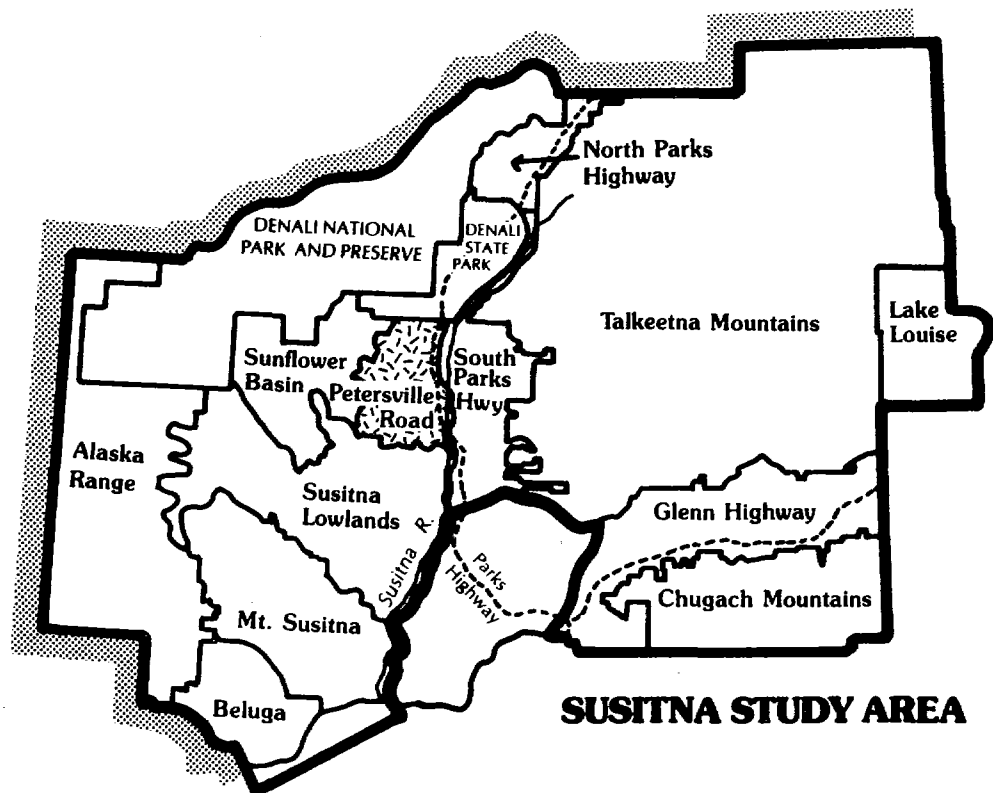 North Parks
Highway
DENALI NATIONAL
PARK AND PRESERVE
DENALI
STATE
PARK
Talkeetna Mountains
Lake
Louise
Sunflower
Basin
Petersville
Road
South
Parks
Hwy
Alaska
Range
Susitna
Lowlands
Glenn Highway
Susitna R.
Parks
Highway
Chugach Mountains
Mt. Susitna
Beluga
SUSITNA STUDY AREA